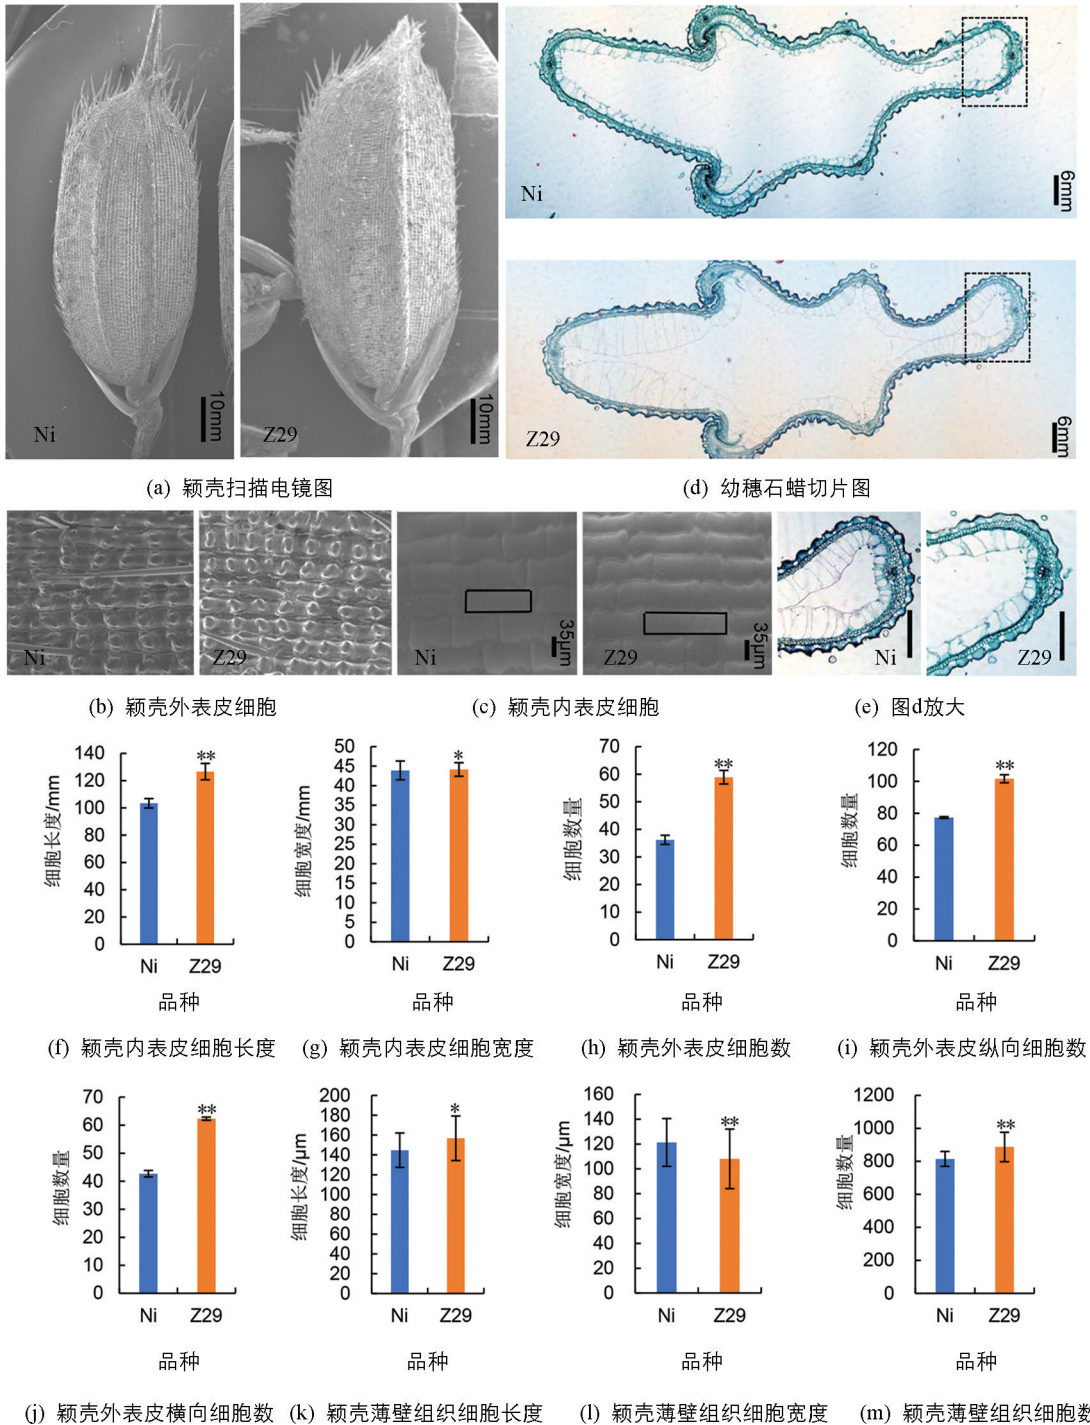 Ni
10mm
Z29
10mm
Ni
6mm
Z29
6mm
(a) 颖壳扫描电镜图
(d) 幼穗石蜡切片图
Ni
Z29
Ni
35μm
Z29
35μm
Ni
Z29
(b) 颖壳外表皮细胞
(c) 颖壳内表皮细胞
(e) 图d放大
细胞长度/mm
140
120
100
80
60
40
20
0
**
Ni Z29
品种
细胞宽度/mm
50
45
40
35
30
25
20
15
10
5
0
*
Ni Z29
品种
细胞数量
70
60
50
40
30
20
10
0
**
Ni Z29
品种
细胞数量
120
100
80
60
40
20
0
**
Ni Z29
品种
(f) 颖壳内表皮细胞长度
(g) 颖壳内表皮细胞宽度
(h) 颖壳外表皮细胞数
(i) 颖壳外表皮纵向细胞数
细胞数量
70
60
50
40
30
20
10
0
**
Ni Z29
品种
细胞长度/μm
200
180
160
140
120
100
80
60
40
20
0
*
Ni Z29
品种
细胞宽度/μm
160
140
120
100
80
60
40
20
0
**
Ni Z29
品种
细胞数量
1200
1000
800
600
400
200
0
**
Ni Z29
品种
(j) 颖壳外表皮横向细胞数
(k) 颖壳薄壁组织细胞长度
(l) 颖壳薄壁组织细胞宽度
(m) 颖壳薄壁组织细胞数